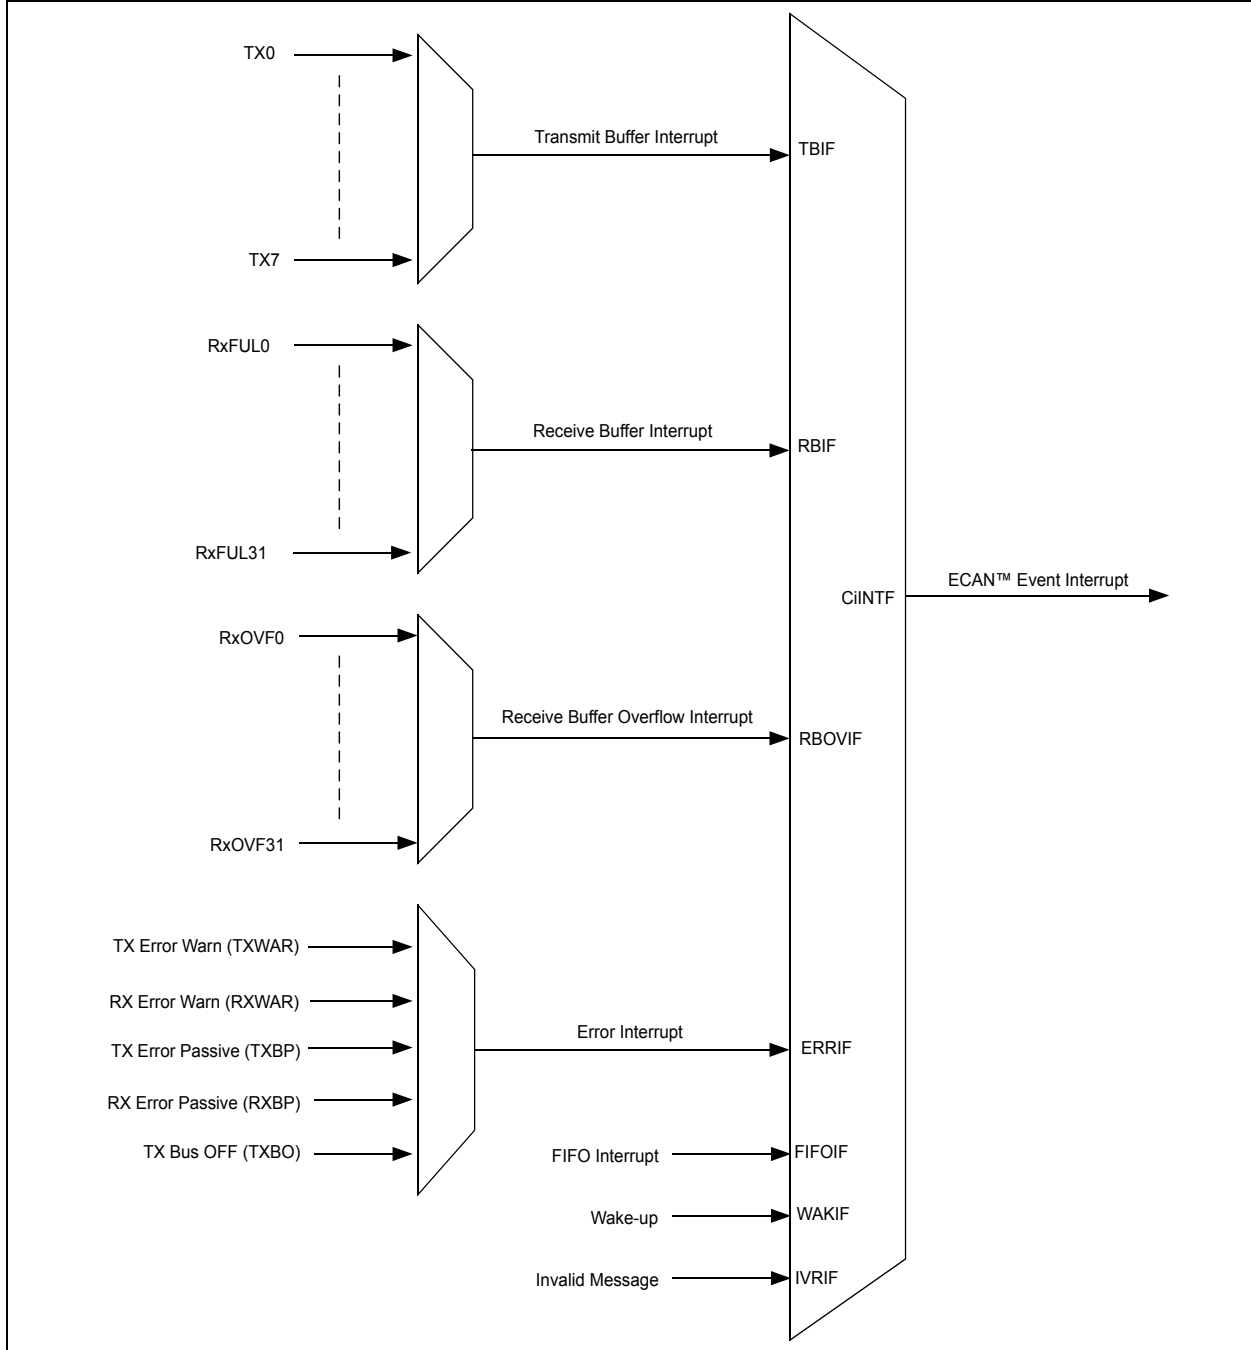 TX0
Transmit Buffer Interrupt
TBIF
TX7
RxFUL0
Receive Buffer Interrupt
RBIF
RxFUL31
ECAN™ Event Interrupt
CiINTF
RxOVF0
Receive Buffer Overflow Interrupt
RBOVIF
RxOVF31
TX Error Warn (TXWAR)
RX Error Warn (RXWAR)
Error Interrupt
ERRIF
TX Error Passive (TXBP)
RX Error Passive (RXBP)
TX Bus OFF (TXBO)
FIFO Interrupt
FIFOIF
Wake-up
WAKIF
Invalid Message
IVRIF